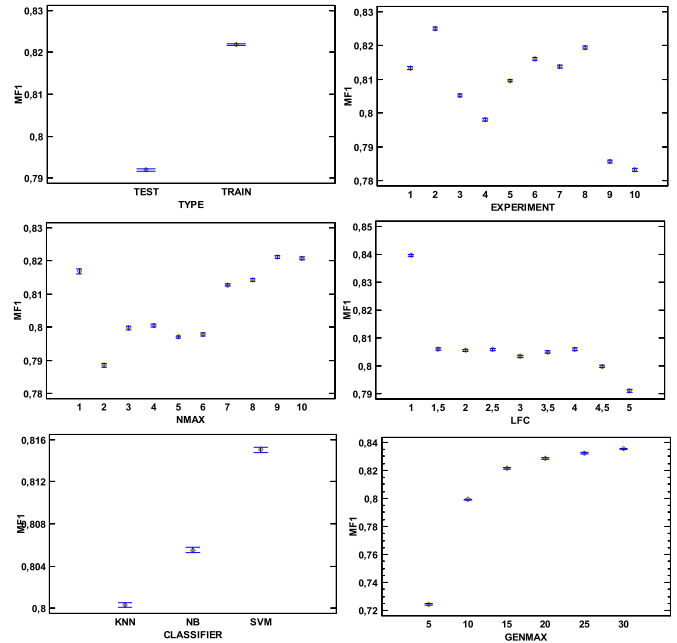 0,83
0,82
0,81
0,8
0,79
MF1
TEST TRAIN
TYPE
0,83
0,82
0,81
0,8
0,79
0,78
MF1
1 2 3 4 5 6 7 8 9 10
EXPERIMENT
0,83
0,82
0,81
0,8
0,79
0,78
MF1
1 2 3 4 5 6 7 8 9 10
NMAX
0,85
0,84
0,83
0,82
0,81
0,8
0,79
MF1
1 1,5 2 2,5 3 3,5 4 4,5 5
LFC
0,816
0,812
0,808
0,804
0,8
MF1
KNN NB SVM
CLASSIFIER
0,84
0,82
0,8
0,78
0,76
0,74
0,72
MF1
5 10 15 20 25 30
GENMAX